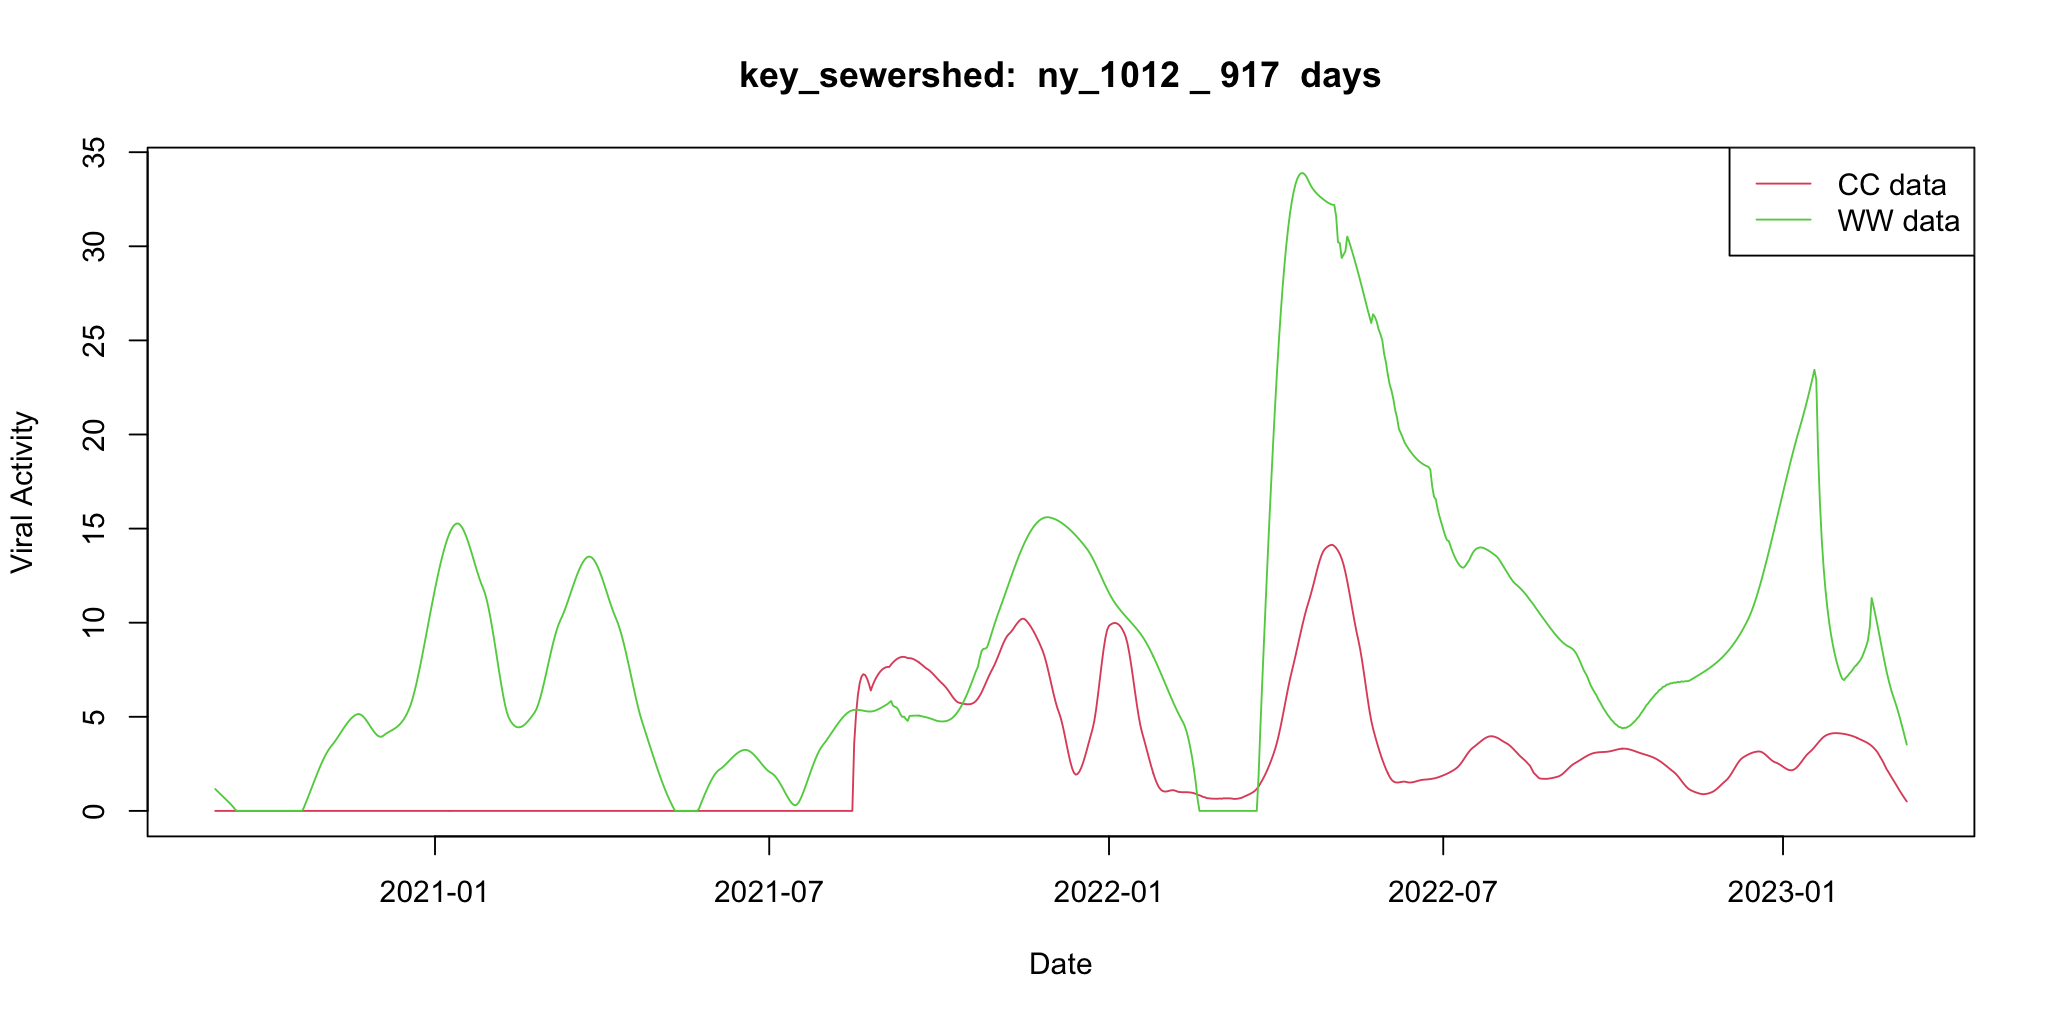 key_sewershed:  ny_1012 _ 917  days
CC data
WW data
Viral Activity
35
30
25
20
15
10
5
0
2021-01
2021-07
2022-01
2022-07
2023-01
Date